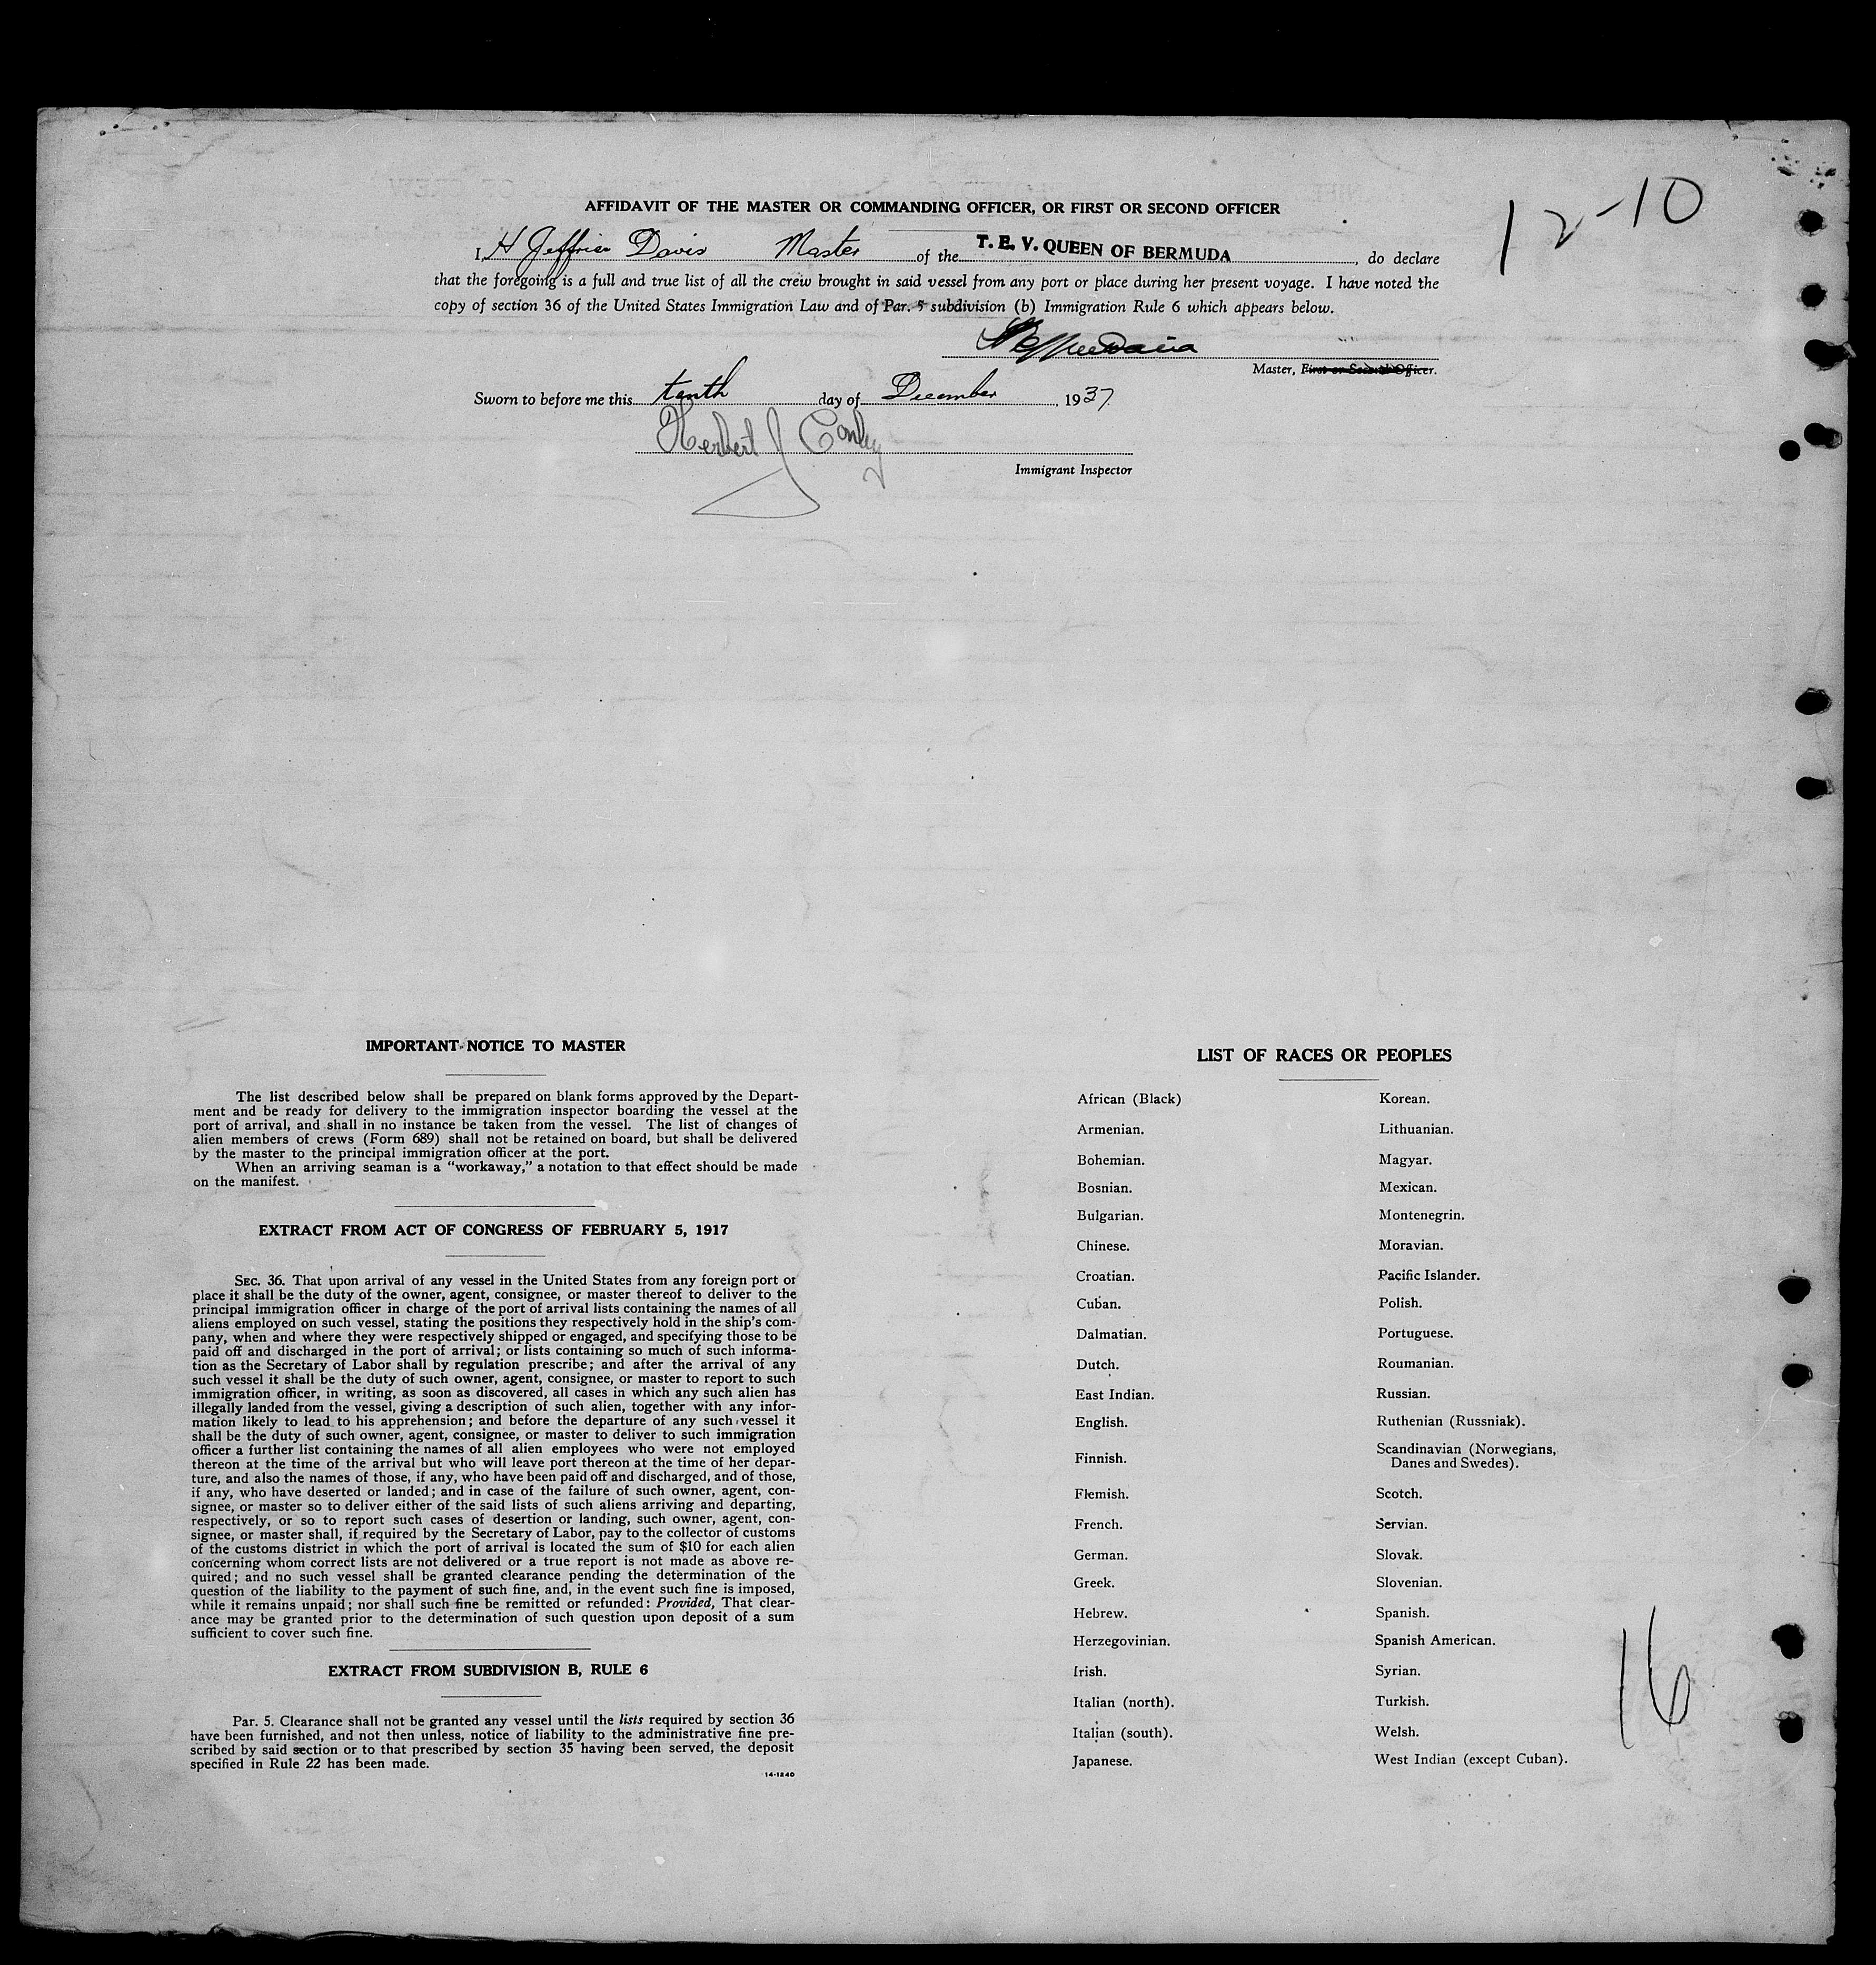 12-10
AFFIDAVIT OF THE MASTER OR COMMANDING OFFICER, OR FIRST OR SECOND OFFICER
I, H Jeffries Davis Master of the T. E. V. QUEEN OF BERMUDA, do declare
that the foregoing is a full and true list of all the crew brought in said vessel from any port or place during her present voyage. I have noted the
copy of section 36 of the United States Immigration Law and of Par. 5 subdivision (b) Immigration Rule 6 which appears below.
Master, First or Second Officer.
Sworn to before me this tenth day of December, 1937
Herbert J Conley
Immigrant Inspector
IMPORTANT NOTICE TO MASTER
The list described below shall be prepared on blank forms approved by the Depart-
ment and be ready for delivery to the immigration inspector boarding the vessel at the
port of arrival, and shall in no instance be taken from the vessel. The list of changes of
alien members of crews (Form 689) shall not be retained on board, but shall be delivered
by the master to the principal immigration officer at the port.
When an arriving seaman is a “workaway,” a notation to that effect should be made
on the manifest.
EXTRACT FROM ACT OF CONGRESS OF FEBRUARY 5, 1917
SEC. 36. That upon arrival of any vessel in the United States from any foreign port or
place it shall be the duty of the owner, agent, consignee, or master thereof to deliver to the
principal immigration officer in charge of the port of arrival lists containing the names of all
aliens employed on such vessel, stating the positions they respectively hold in the ship's com-
pany, when and where they were respectively shipped or engaged, and specifying those to be
paid off and discharged in the port of arrival; or lists containing so much of such informa-
tion as the Secretary of Labor shall by regulation prescribe; and after the arrival of any
such vessel it shall be the duty of such owner, agent, consignee, or master to report to such
immigration officer, in writing, as soon as discovered, all cases in which any such alien has
illegally landed from the vessel, giving a description of such alien, together with any infor-
mation likely to lead to his apprehension; and before the departure of any such vessel it
shall be the duty of such owner, agent, consignee, or master to deliver to such immigration
officer a further list containing the names of all alien employees who were not employed
thereon at the time of the arrival but who will leave port thereon at the time of her depar-
ture, and also the names of those, if any, who have been paid off and discharged, and of those,
if any, who have deserted or landed; and in case of the failure of such owner, agent, con-
signee, or master so to deliver either of the said lists of such aliens arriving and departing,
respectively, or so to report such cases of desertion or landing, such owner, agent, con-
signee, or master shall, if required by the Secretary of Labor, pay to the collector of customs
of the customs district in which the port of arrival is located the sum of $10 for each alien
concerning whom correct lists are not delivered or a true report is not made as above re-
quired; and no such vessel shall be granted clearance pending the determination of the
question of the liability to the payment of such fine, and, in the event such fine is imposed,
while it remains unpaid; nor shall such fine be remitted or refunded: Provided, That clear-
ance may be granted prior to the determination of such question upon deposit of a sum
sufficient to cover such fine.
EXTRACT FROM SUBDIVISION B, RULE 6
Par. 5. Clearance shall not be granted any vessel until the lists required by section 36
have been furnished, and not then unless, notice of liability to the administrative fine pre-
scribed by said section or to that prescribed by section 35 having been served, the deposit
specified in Rule 22 has been made.
14-1240
LIST OF RACES OR PEOPLES
African (Black)
Armenian.
Bohemian.
Bosnian.
Bulgarian.
Chinese.
Croatian.
Cuban.
Dalmatian.
Dutch.
East Indian.
English.
Finnish.
Flemish.
French.
German.
Greek.
Hebrew.
Herzegovinian.
Irish.
Italian (north).
Italian (south).
Japanese.
Korean.
Lithuanian.
Magyar.
Mexican.
Montenegrin.
Moravian.
Pacific Islander.
Polish.
Portuguese.
Roumanian.
Russian.
Ruthenian (Russniak).
Scandinavian (Norwegians,
Danes and Swedes).
Scotch.
Servian.
Slovak.
Slovenian.
Spanish.
Spanish American.
Syrian.
Turkish.
Welsh.
West Indian (except Cuban).
16